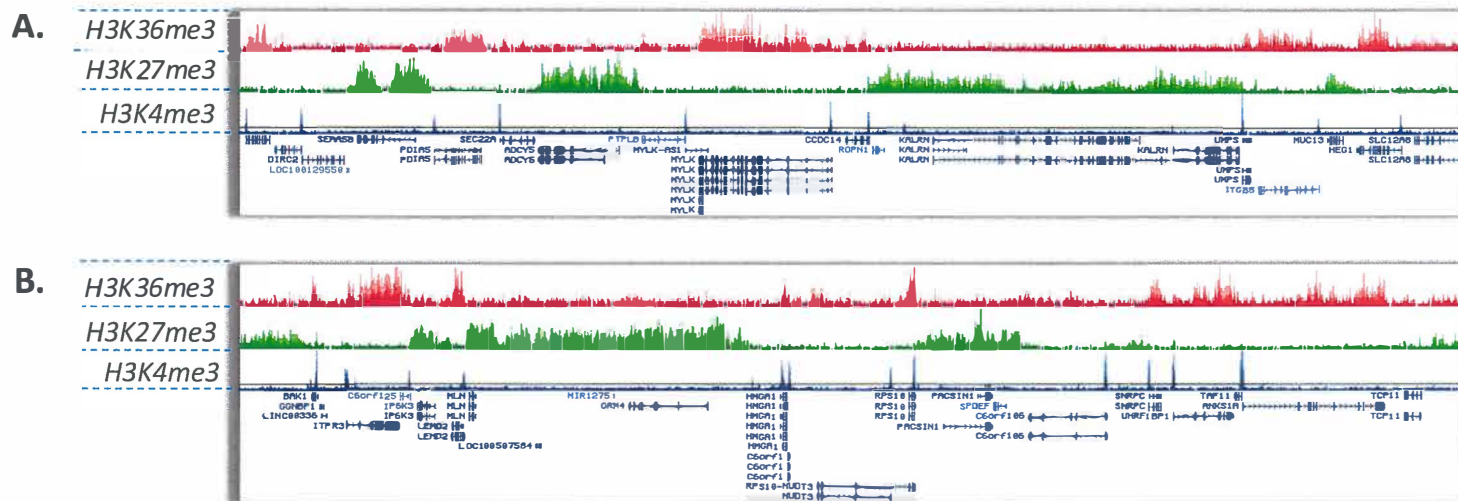 A.
H3K36me3
H3K27me3
H3K4me3
SEMA5B SEC22A PTPLB CCDC14 KALRN UMPS MUC13 SLC12A8
DIRC2 PDIA5 ADCY5 MYLK-AS1 ROPN1 KALRN KALRN HEG1
LOC100129550 PDIA5 ADCY5 MYLK KALRN UMPS SLC12A8
MYLK UMPS
MYLK ITGB5
MYLK
MYLK
MYLK
B.
H3K36me3
H3K27me3
H3K4me3
BAK1 C6orf125 MLN MIR1275 HMGA1 RPS10 PACSIN1 SNRPC TAF11 TCP11
GGNBP1 IP6K3 MLN GRM4 HMGA1 RPS10 SPDEF SNRPC ANKS1A
LINC00336 IP6K3 MLN HMGA1 RPS10 C6orf106 UHRF1BP1 TCP11
ITPR3 LEMD2 HMGA1 PACSIN1
LEMD2 HMGA1 C6orf106
LOC100507584 HMGA1
C6orf1
C6orf1
C6orf1
RPS10-NUDT3
NUDT3